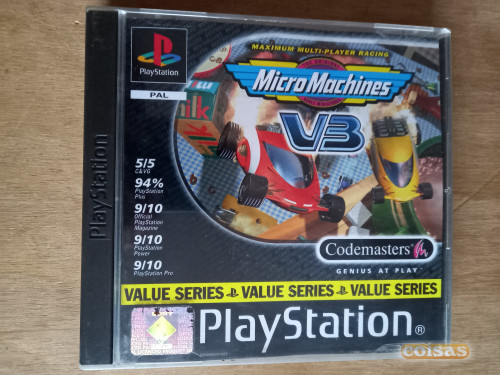 PlayStation
PAL
PlayStation
MAXIMUM MULTI-PLAYER RACING
Micro Machines
V3
5/5
C&VG
94%
PlayStation
Plus
9/10
Official
PlayStation
Magazine
9/10
PlayStation
Power
9/10
PlayStation Pro
Codemasters
GENIUS AT PLAY
VALUE SERIES VALUE SERIES VALUE SERIES
PlayStation®
coisas